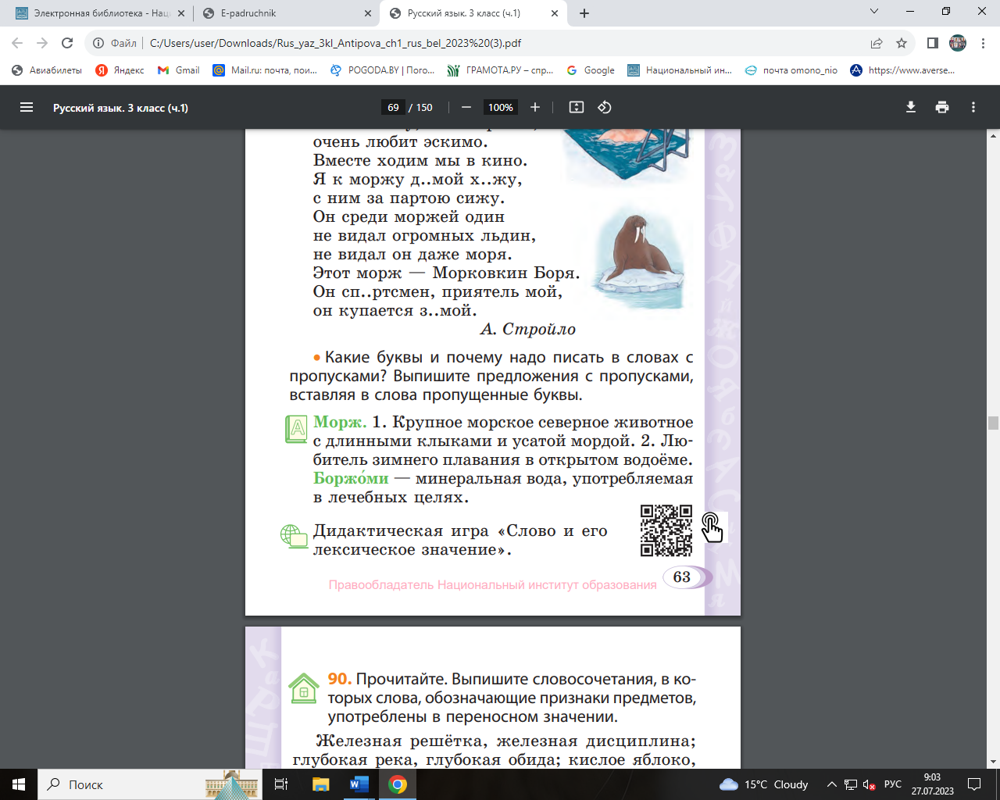 Электронная библиотека - Нац
E-padruchnik
Русский язык. 3 класс (ч.1)
Файл
C:/Users/user/Downloads/Rus_yaz_3kl_Antipova_ch1_rus_bel_2023%20(3).pdf
Авиабилеты
Яндекс
Gmail
Mail.ru: почта, пои...
POGODA.BY | Пого...
ГРАМОТА.РУ – спр...
Google
Национальный ин...
почта omono_nio
https://www.averse...
Русский язык. 3 класс (ч.1)
69 / 150
100%
очень любит эскимо.
Вместе ходим мы в кино.
Я к моржу д..мой х..жу,
с ним за партою сижу.
Он среди моржей один
не видал огромных льдин,
не видал он даже моря.
Этот морж — Морковкин Боря.
Он сп..ртсмен, приятель мой,
он купается з..мой.
А. Стройло
• Какие буквы и почему надо писать в словах с
пропусками? Выпишите предложения с пропусками,
вставляя в слова пропущенные буквы.
Морж. 1. Крупное морское северное животное
с длинными клыками и усатой мордой. 2. Лю-
битель зимнего плавания в открытом водоёме.
Боржо́ми — минеральная вода, употребляемая
в лечебных целях.
Дидактическая игра «Слово и его
лексическое значение».
63
Правообладатель Национальный институт образования
90. Прочитайте. Выпишите словосочетания, в ко-
торых слова, обозначающие признаки предметов,
употреблены в переносном значении.
Железная решётка, железная дисциплина;
глубокая река, глубокая обида; кислое яблоко,
Поиск
15°C Cloudy
РУС
9:03
27.07.2023